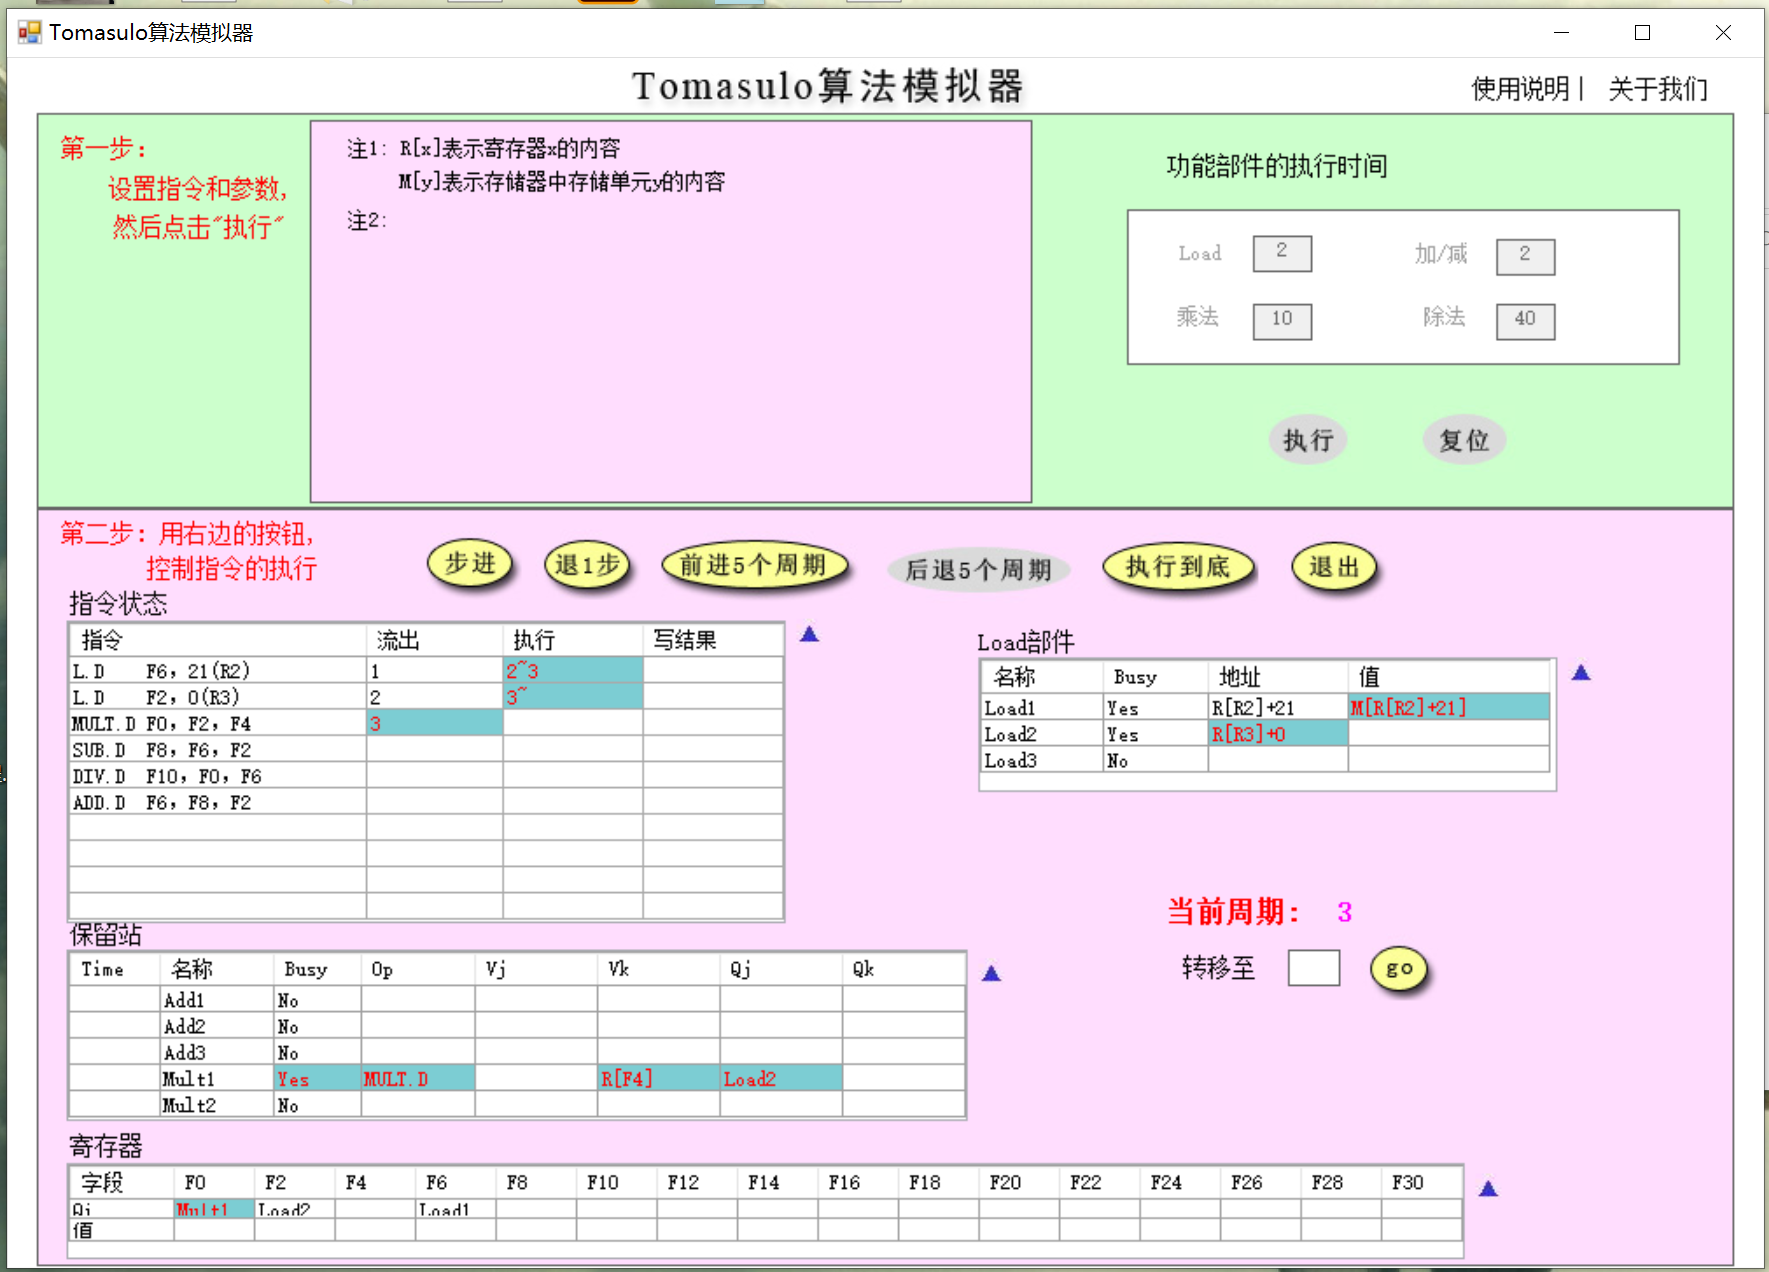 Tomasulo算法模拟器
Tomasulo算法模拟器
使用说明| 关于我们
第一步：
设置指令和参数，
然后点击"执行"
注1: R[x]表示寄存器x的内容
M[y]表示存储器中存储单元y的内容
注2:
功能部件的执行时间
Load 2 加/减 2
乘法 10 除法 40
执行 复位
第二步：用右边的按钮，
控制指令的执行
步进 退1步 前进5个周期 后退5个周期 执行到底 退出
指令状态
指令 流出 执行 写结果
L.D F6, 21(R2) 1 2~3
L.D F2, 0(R3) 2 3~
MULT.D F0, F2, F4 3
SUB.D F8, F6, F2
DIV.D F10, F0, F6
ADD.D F6, F8, F2
Load部件
名称 Busy 地址 值
Load1 Yes R[R2]+21 M[R[R2]+21]
Load2 Yes R[R3]+0
Load3 No
当前周期： 3
转移至 go
保留站
Time 名称 Busy Op Vj Vk Qj Qk
Add1 No
Add2 No
Add3 No
Mult1 Yes MULT.D R[F4] Load2
Mult2 No
寄存器
字段 F0 F2 F4 F6 F8 F10 F12 F14 F16 F18 F20 F22 F24 F26 F28 F30
Qi Mult1 Load2 Load1
值